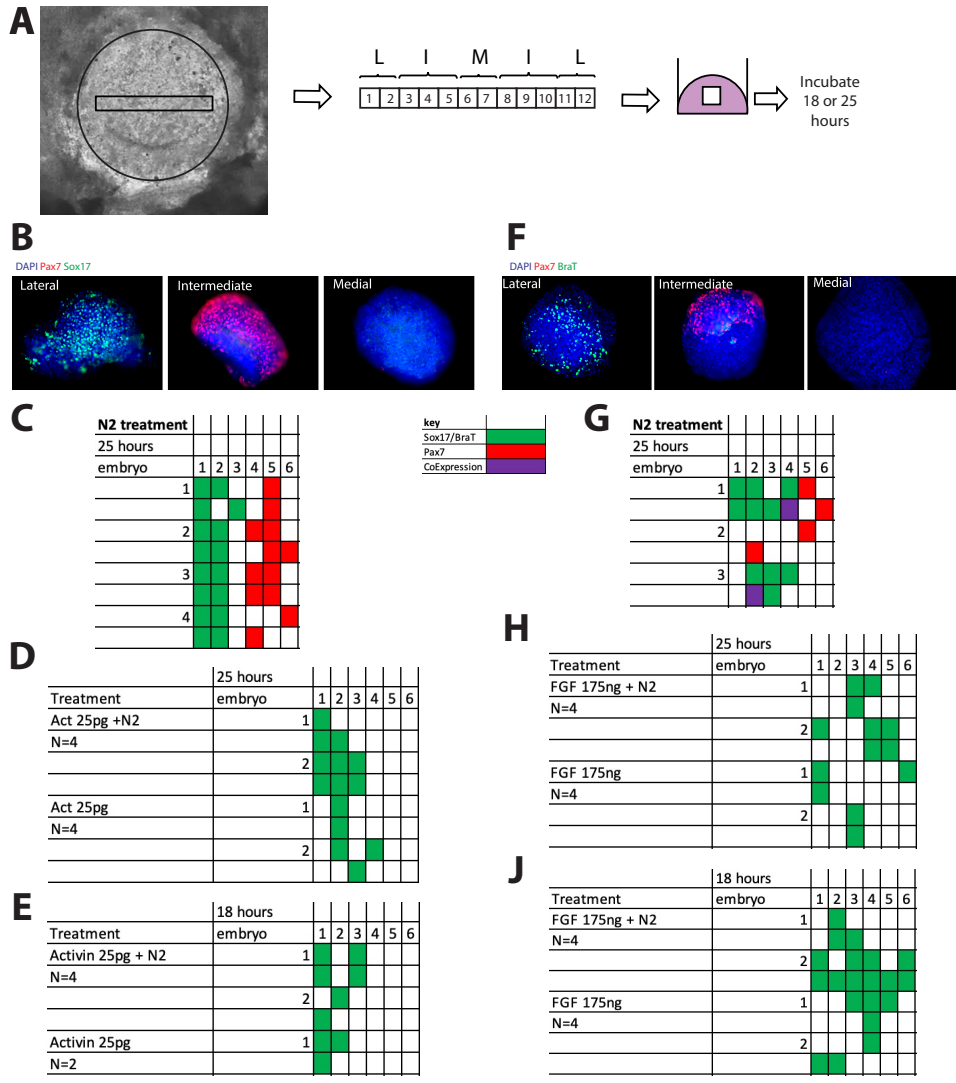 A
L I M I L
1 2 3 4 5 6 7 8 9 10 11 12
Incubate
18 or 25
hours
B
DAPI Pax7 Sox17
Lateral
Intermediate
Medial
F
DAPI Pax7 BraT
Lateral
Intermediate
Medial
C
N2 treatment
25 hours
embryo 1 2 3 4 5 6
1
2
3
4
key
Sox17/BraT
Pax7
CoExpression
G
N2 treatment
25 hours
embryo 1 2 3 4 5 6
1
2
3
D
25 hours
Treatment embryo 1 2 3 4 5 6
Act 25pg +N2 1
N=4
2
Act 25pg 1
N=4
2
E
18 hours
Treatment embryo 1 2 3 4 5 6
Activin 25pg + N2 1
N=4
2
Activin 25pg 1
N=2
H
25 hours
Treatment embryo 1 2 3 4 5 6
FGF 175ng + N2 1
N=4
2
FGF 175ng 1
N=4
2
J
18 hours
Treatment embryo 1 2 3 4 5 6
FGF 175ng + N2 1
N=4
2
FGF 175ng 1
N=4
2